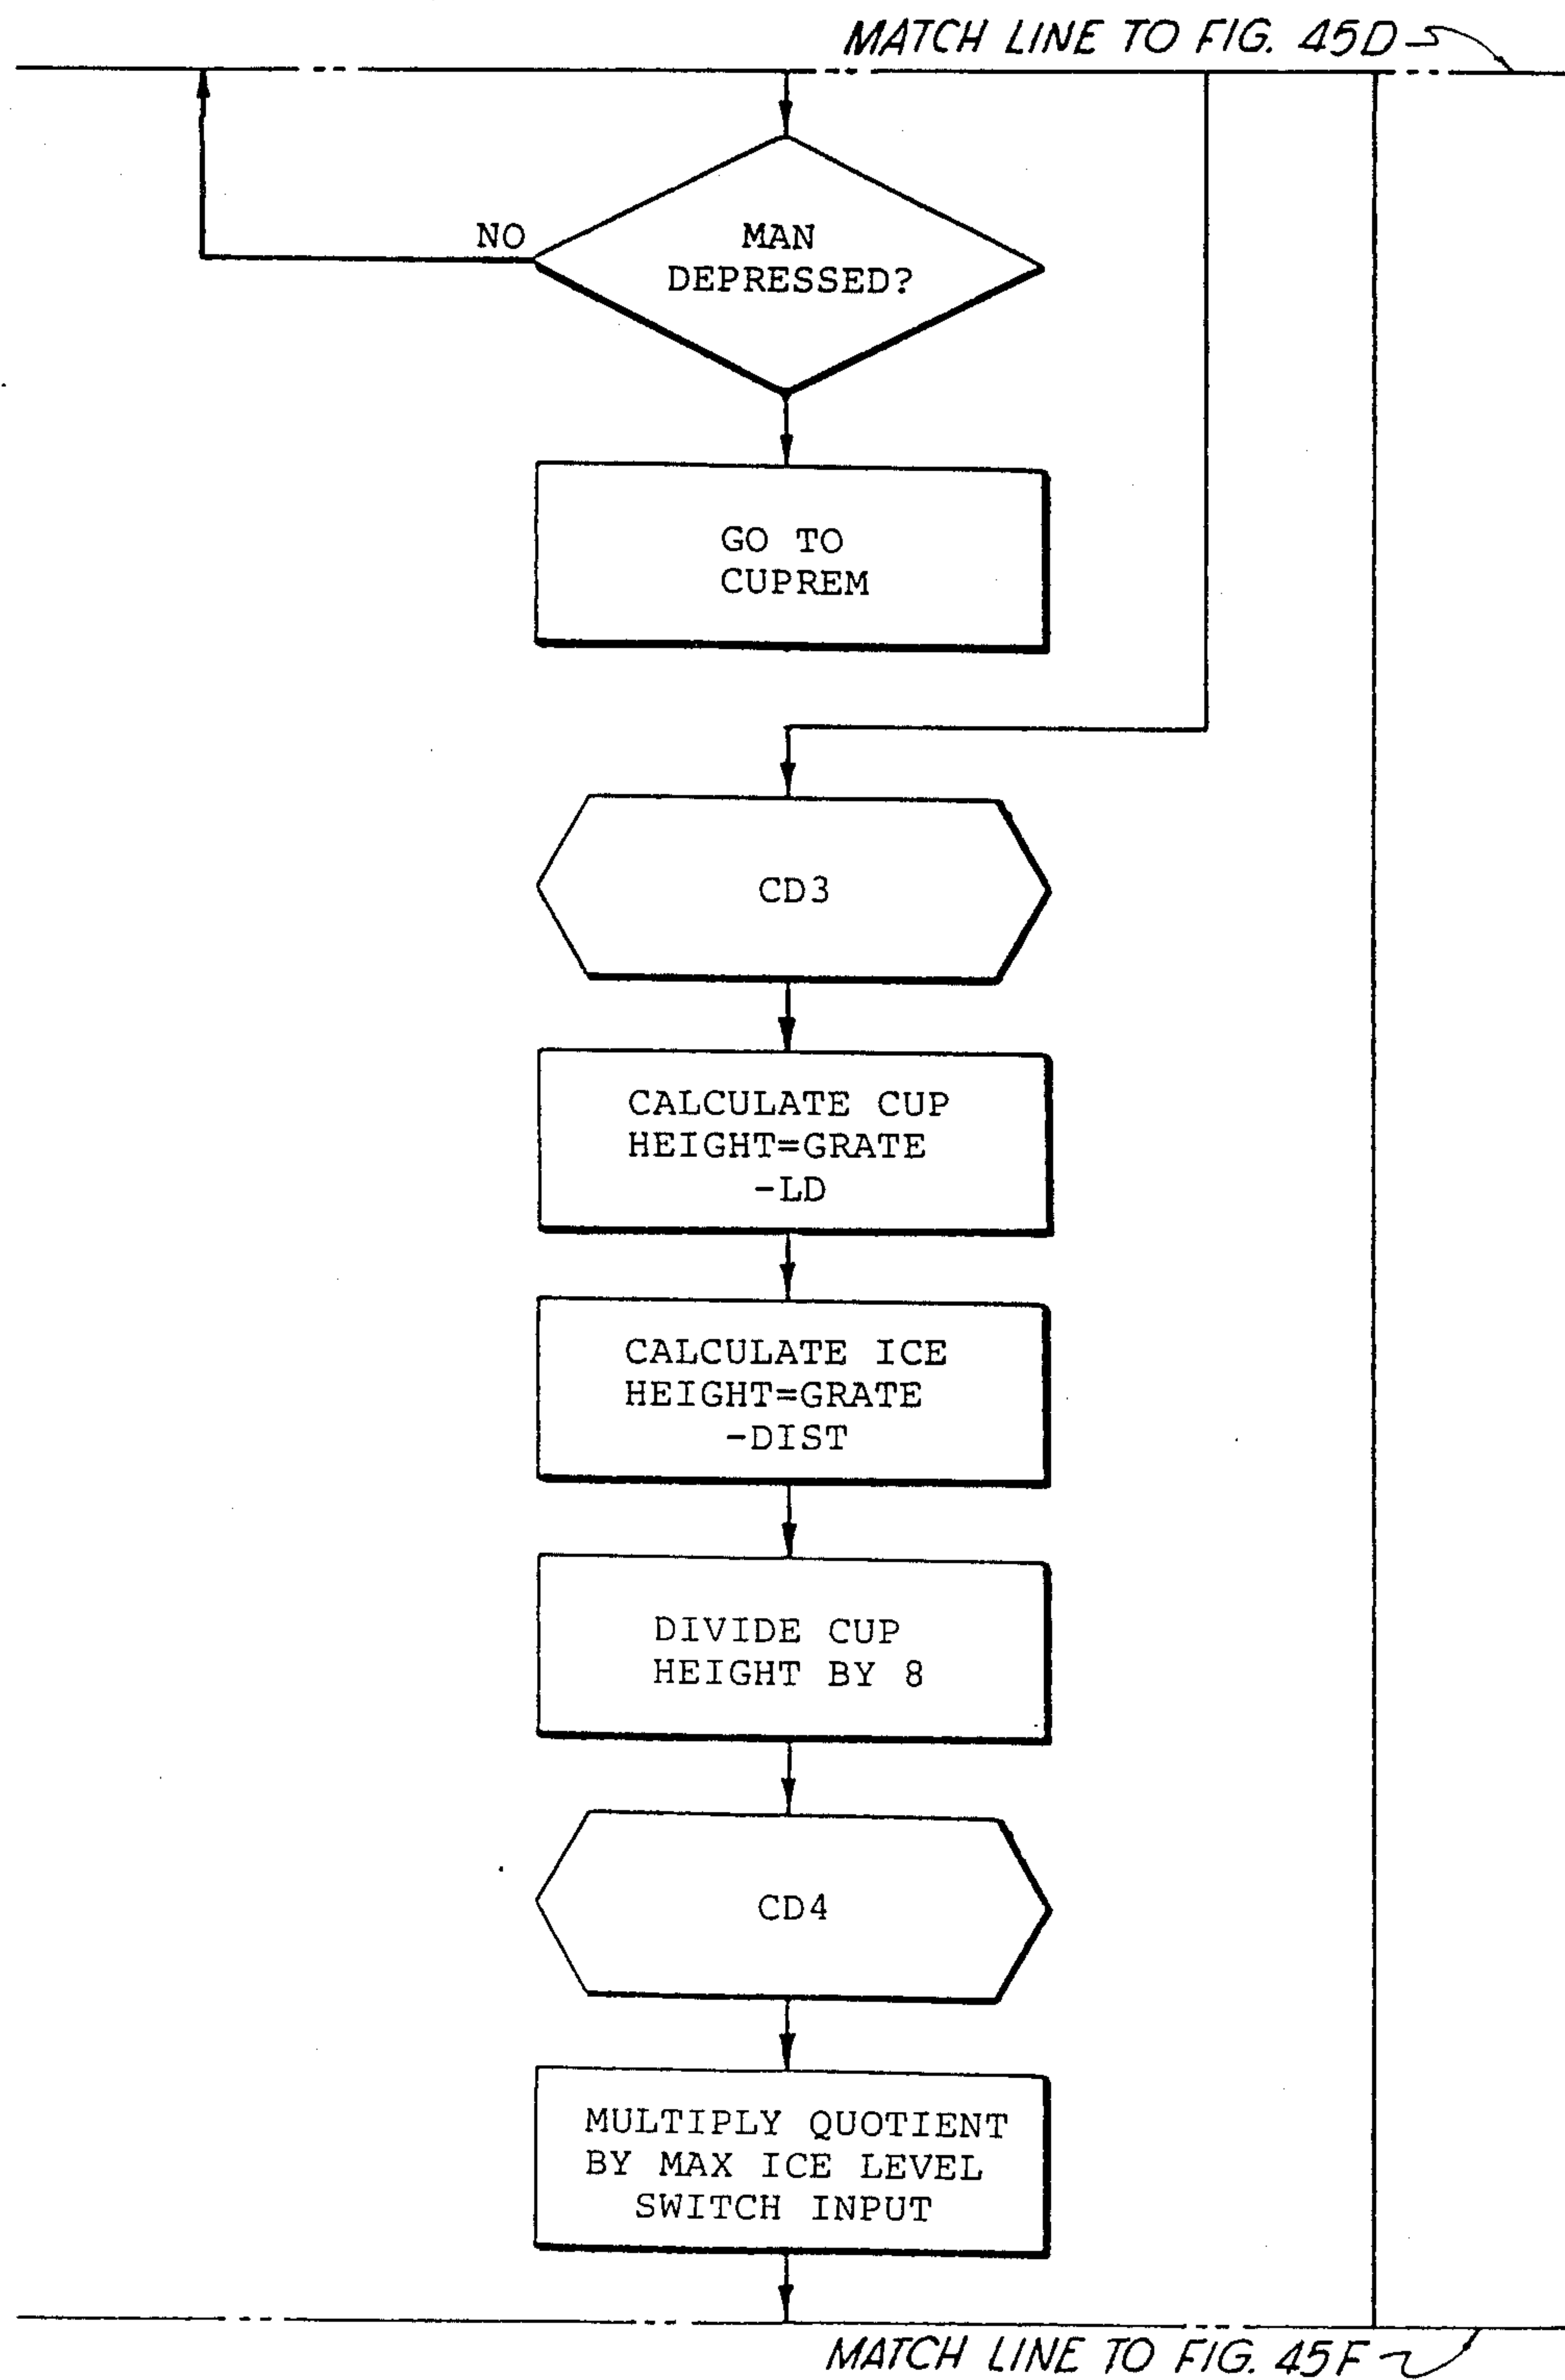 MATCH LINE TO FIG. 45D
NO
MAN
DEPRESSED?
GO TO
CUPREM
CD3
CALCULATE CUP
HEIGHT=GRATE
-LD
CALCULATE ICE
HEIGHT=GRATE
-DIST
DIVIDE CUP
HEIGHT BY 8
CD4
MULTIPLY QUOTIENT
BY MAX ICE LEVEL
SWITCH INPUT
MATCH LINE TO FIG. 45F